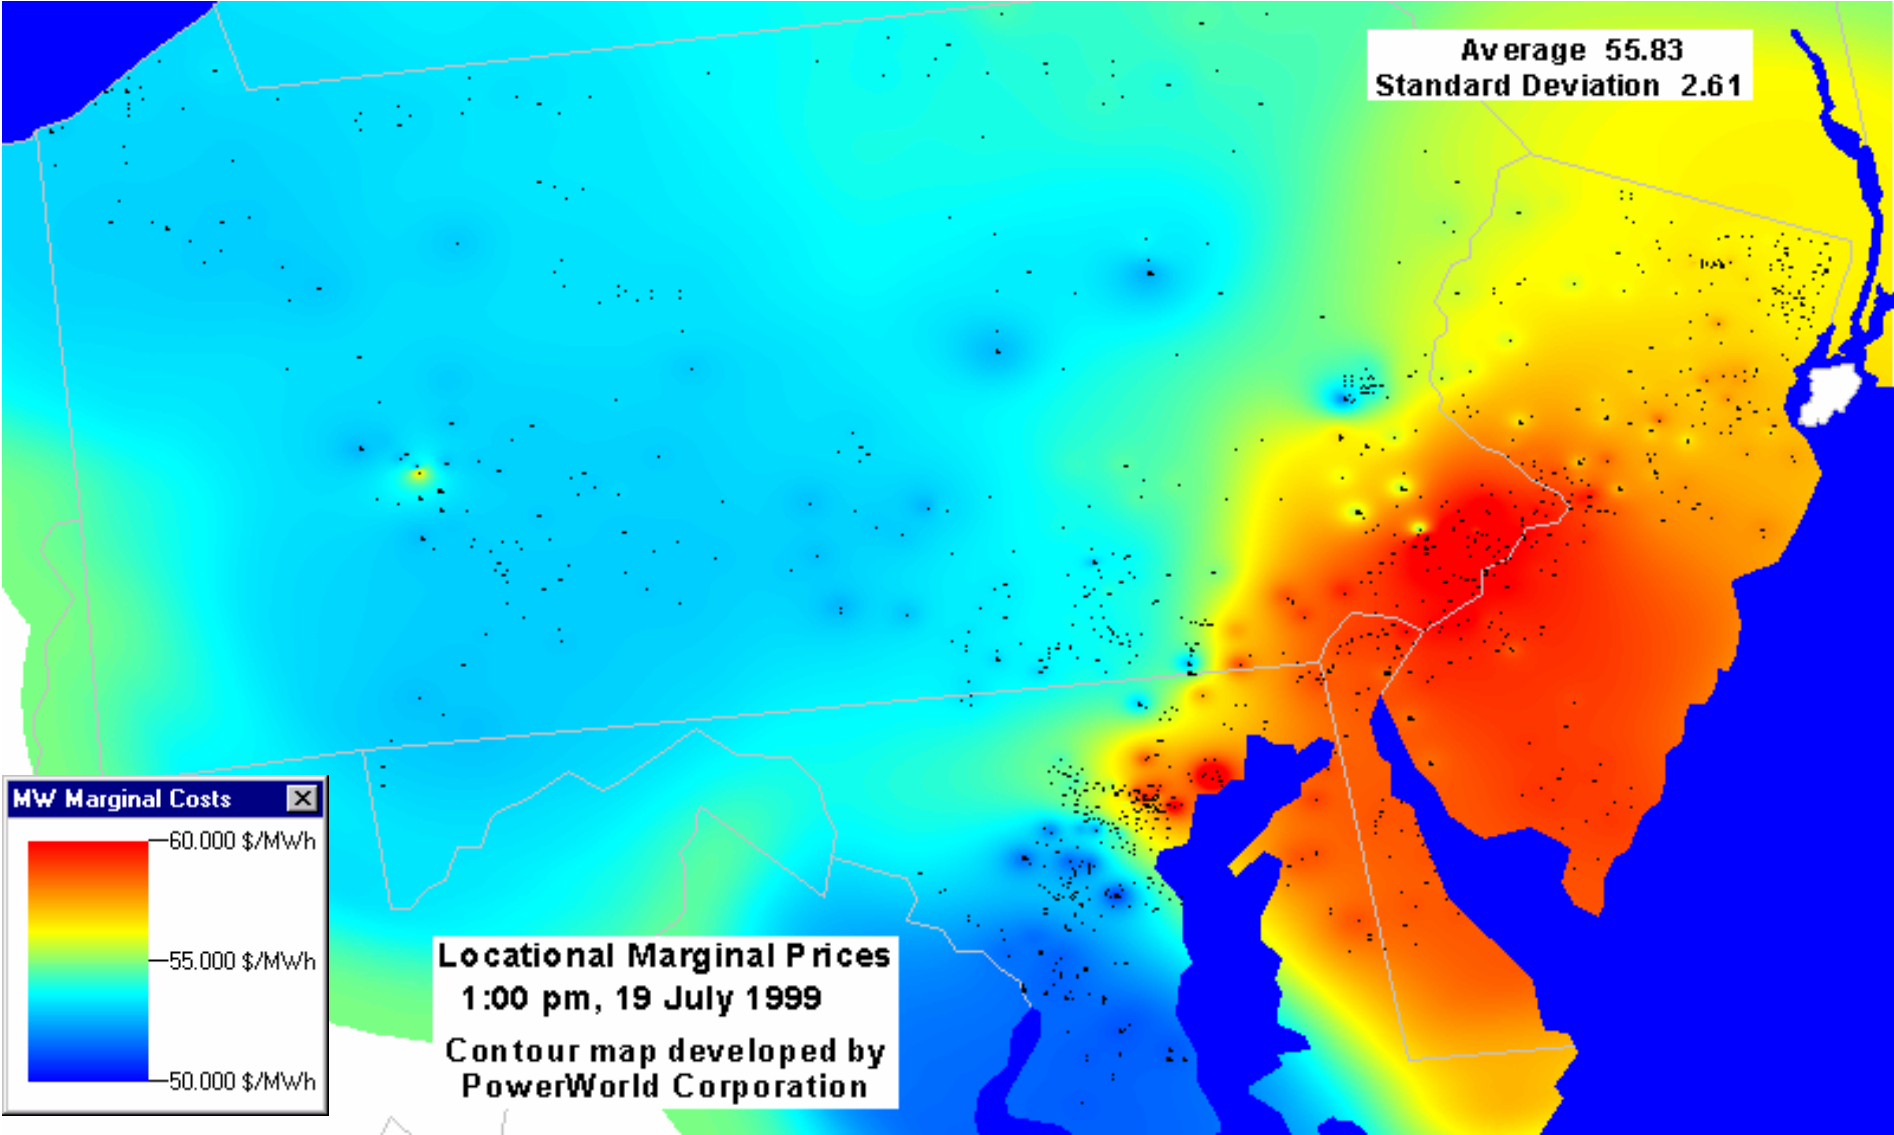 Average 55.83
Standard Deviation 2.61
MW Marginal Costs
60.000 $/MWh
55.000 $/MWh
50.000 $/MWh
Locational Marginal Prices
1:00 pm, 19 July 1999
Contour map developed by
PowerWorld Corporation